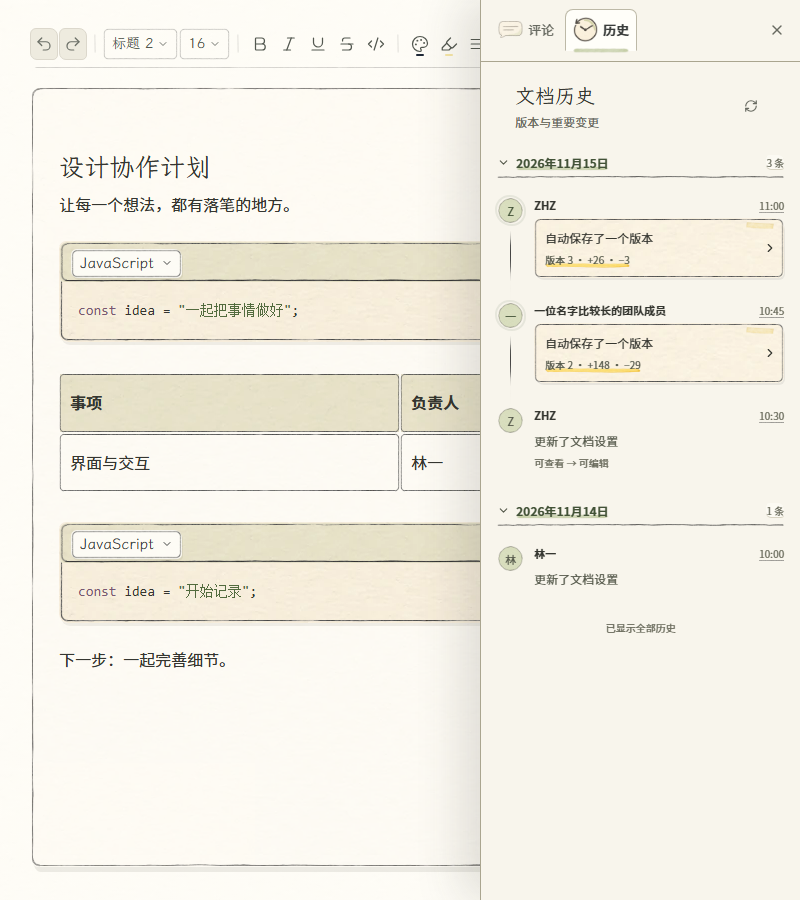 标题 2
16
B
I
U
S
</>
设计协作计划
让每一个想法，都有落笔的地方。
JavaScript
const idea = "一起把事情做好";
事项
负责人
界面与交互
林一
JavaScript
const idea = "开始记录";
下一步：一起完善细节。
评论
历史
文档历史
版本与重要变更
2026年11月15日
3 条
Z
ZHZ
11:00
自动保存了一个版本
版本 3 · +26 · −3
一
一位名字比较长的团队成员
10:45
自动保存了一个版本
版本 2 · +148 · −29
Z
ZHZ
10:30
更新了文档设置
可查看 → 可编辑
2026年11月14日
1 条
林
林一
10:00
更新了文档设置
已显示全部历史